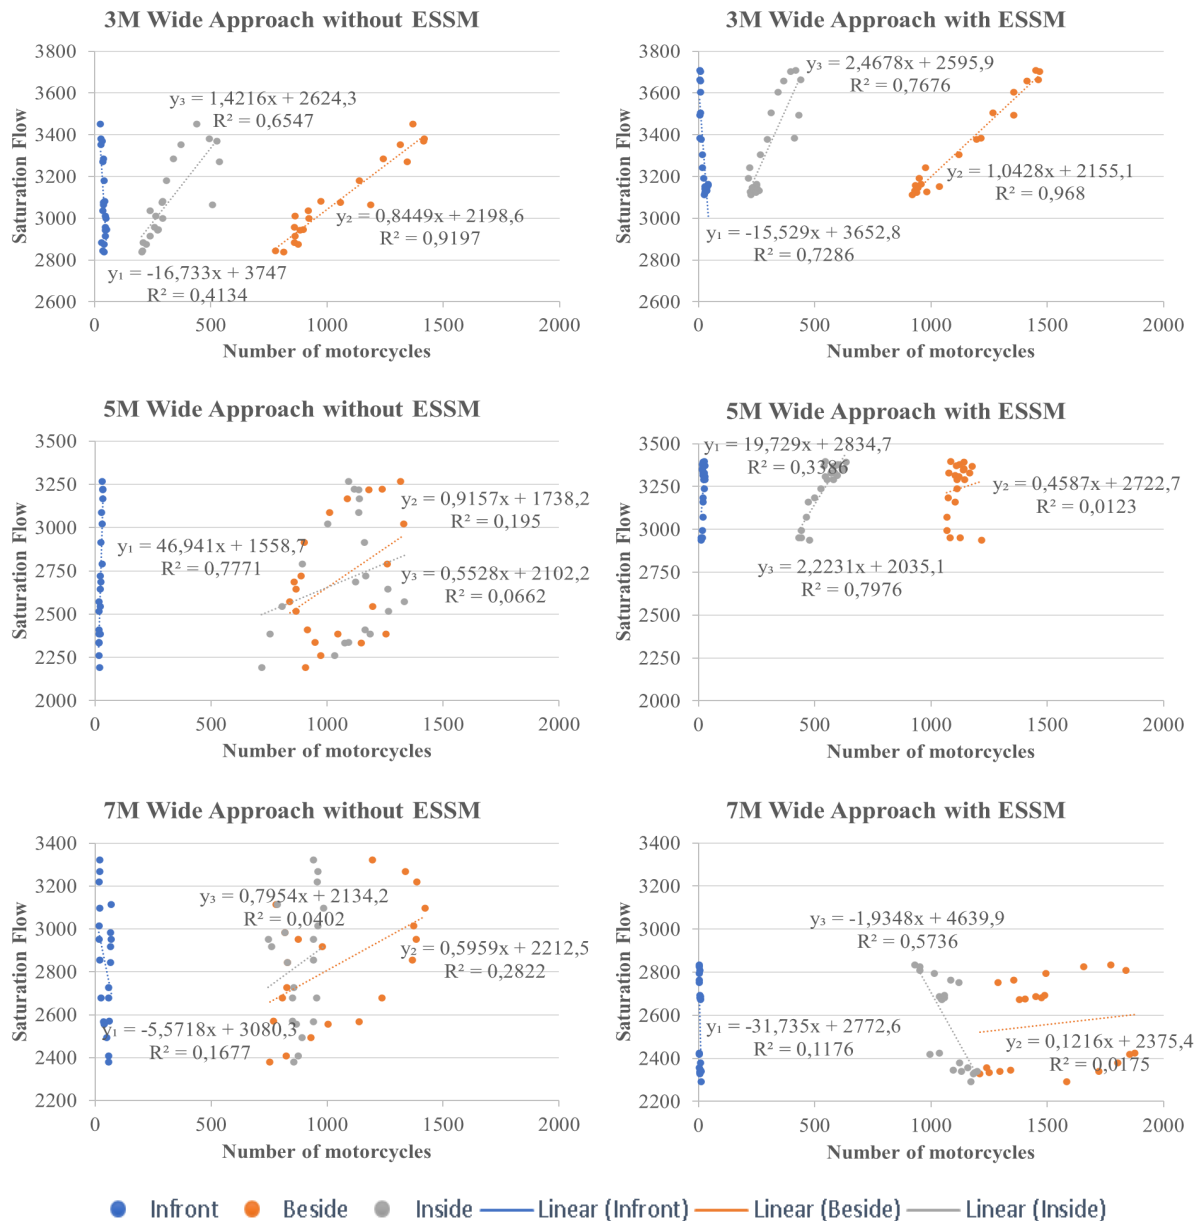 3M Wide Approach without ESSM
3800
3600
3400
3200
3000
2800
2600
Saturation Flow
y₃ = 1,4216x + 2624,3
R² = 0,6547
y₂ = 0,8449x + 2198,6
R² = 0,9197
y₁ = -16,733x + 3747
R² = 0,4134
0 500 1000 1500 2000
Number of motorcycles
3M Wide Approach with ESSM
3800
3600
3400
3200
3000
2800
2600
Saturation Flow
y₃ = 2,4678x + 2595,9
R² = 0,7676
y₂ = 1,0428x + 2155,1
R² = 0,968
y₁ = -15,529x + 3652,8
R² = 0,7286
0 500 1000 1500 2000
Number of motorcycles
5M Wide Approach without ESSM
3500
3250
3000
2750
2500
2250
2000
Saturation Flow
y₂ = 0,9157x + 1738,2
R² = 0,195
y₁ = 46,941x + 1558,7
R² = 0,7771
y₃ = 0,5528x + 2102,2
R² = 0,0662
0 500 1000 1500 2000
Number of motorcycles
5M Wide Approach with ESSM
3500
3250
3000
2750
2500
2250
2000
Saturation Flow
y₁ = 19,729x + 2834,7
R² = 0,3386
y₂ = 0,4587x + 2722,7
R² = 0,0123
y₃ = 2,2231x + 2035,1
R² = 0,7976
0 500 1000 1500 2000
Number of motorcycles
7M Wide Approach without ESSM
3400
3200
3000
2800
2600
2400
2200
Saturation Flow
y₃ = 0,7954x + 2134,2
R² = 0,0402
y₂ = 0,5959x + 2212,5
R² = 0,2822
y₁ = -5,5718x + 3080,3
R² = 0,1677
0 500 1000 1500 2000
Number of motorcycles
7M Wide Approach with ESSM
3400
3200
3000
2800
2600
2400
2200
Saturation Flow
y₃ = -1,9348x + 4639,9
R² = 0,5736
y₁ = -31,735x + 2772,6
R² = 0,1176
y₂ = 0,1216x + 2375,4
R² = 0,0175
0 500 1000 1500 2000
Number of motorcycles
Infront Beside Inside Linear (Infront) Linear (Beside) Linear (Inside)